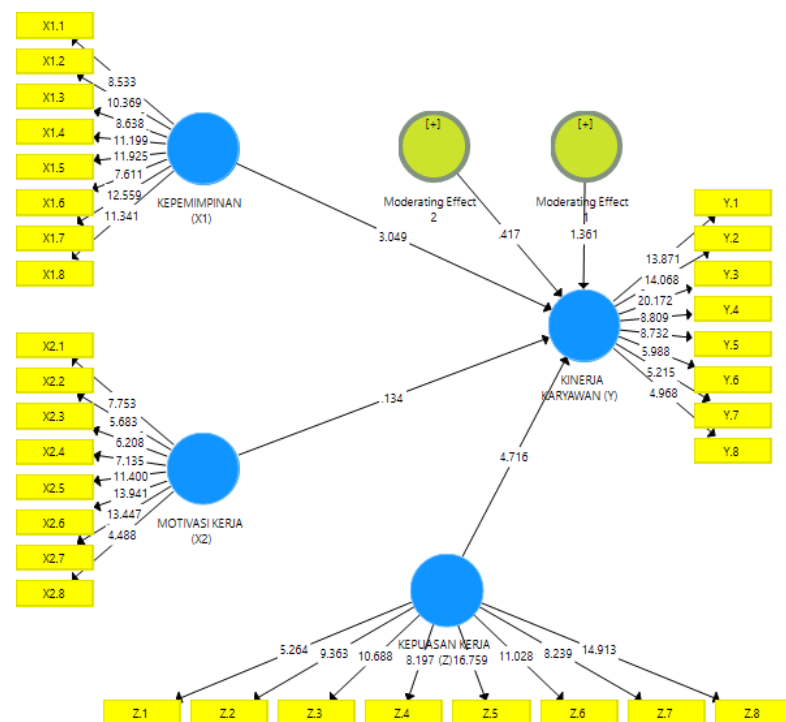 X1.1
X1.2
X1.3
X1.4
X1.5
X1.6
X1.7
X1.8
8.533
10.369
8.638
11.199
11.925
7.611
12.559
11.341
KEPEMIMPINAN
(X1)
[+]
Moderating Effect
2
[+]
Moderating Effect
1
3.049
.417
1.361
Y.1
Y.2
Y.3
Y.4
Y.5
Y.6
Y.7
Y.8
13.871
14.068
20.172
8.809
8.732
5.988
5.215
4.968
KINERJA
KARYAWAN (Y)
X2.1
X2.2
X2.3
X2.4
X2.5
X2.6
X2.7
X2.8
7.753
5.683
6.208
7.135
11.400
13.941
13.447
4.488
MOTIVASI KERJA
(X2)
.134
4.716
KEPUASAN KERJA
(Z)
5.264
9.363
10.688
8.197
16.759
11.028
8.239
14.913
Z.1
Z.2
Z.3
Z.4
Z.5
Z.6
Z.7
Z.8